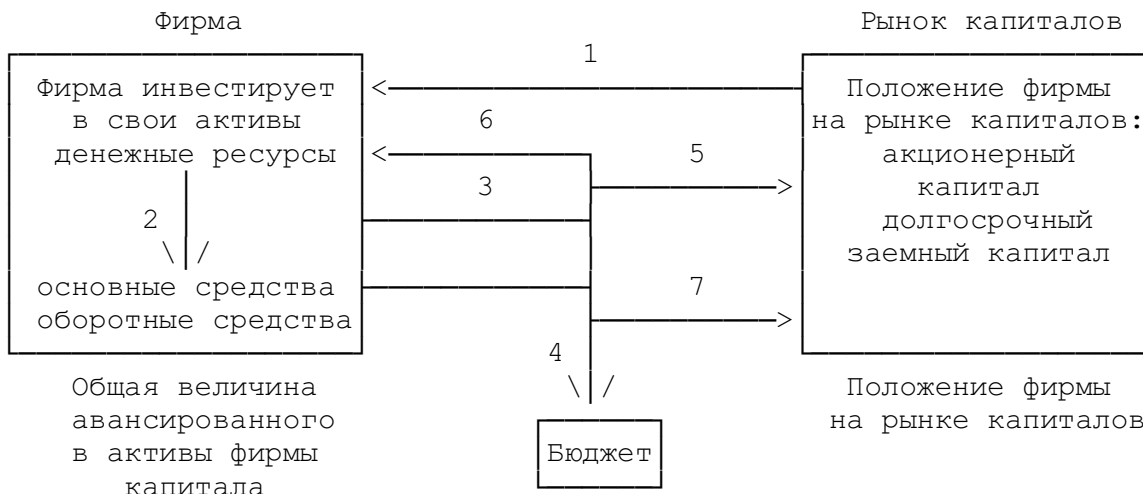 Фирма Рынок капиталов
1
Фирма инвестирует Положение фирмы
в свои активы 6 на рынке капиталов:
денежные ресурсы 5 акционерный
3 капитал
2 долгосрочный
заемный капитал
основные средства 7
оборотные средства
4
Общая величина Положение фирмы
авансированного на рынке капиталов
в активы фирмы Бюджет
капитала